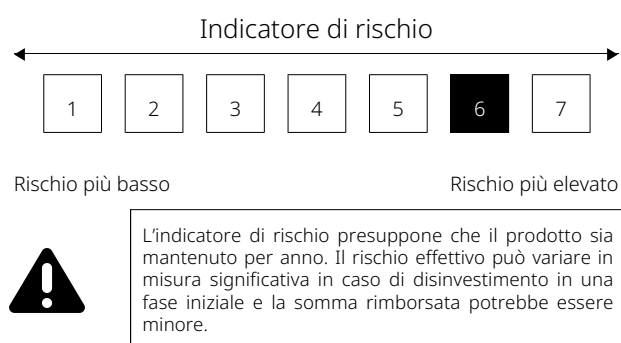 Indicatore di rischio
1 2 3 4 5 6 7
Rischio più basso Rischio più elevato
L'indicatore di rischio presuppone che il prodotto sia
mantenuto per anno. Il rischio effettivo può variare in
misura significativa in caso di disinvestimento in una
fase iniziale e la somma rimborsata potrebbe essere
minore.